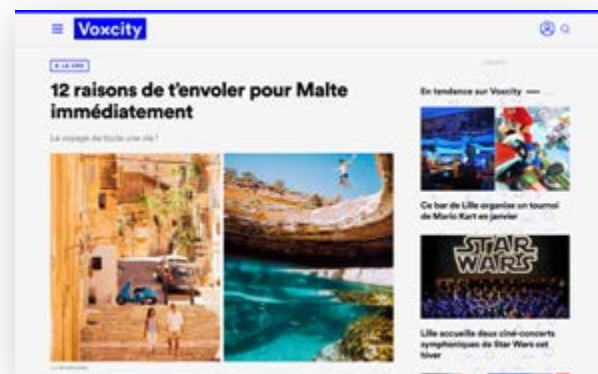 Voxcity
À LA UNE
12 raisons de t'envoler pour Malte
immédiatement
Le voyage de toute une vie !
En tendance sur Voxcity
Ce bar de Lille organise un tournoi
de Mario Kart en janvier
STAR
WARS
Lille accueille deux ciné-concerts
symphoniques de Star Wars cet
hiver